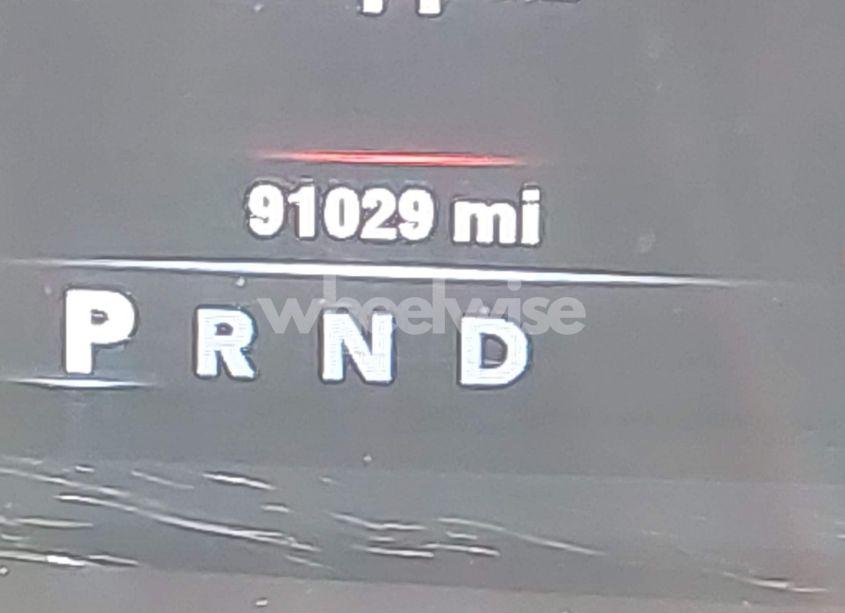 91029 mi
P R N D
wheelwise